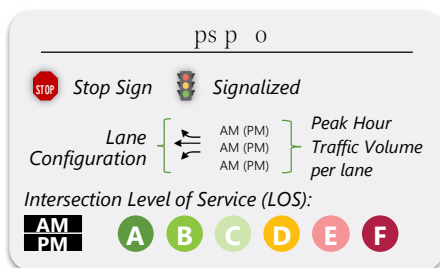 ps p o
STOP Stop Sign Signalized
Lane Configuration
AM (PM)
AM (PM)
AM (PM)
Peak Hour
Traffic Volume
per lane
Intersection Level of Service (LOS):
AM
PM
A B C D E F